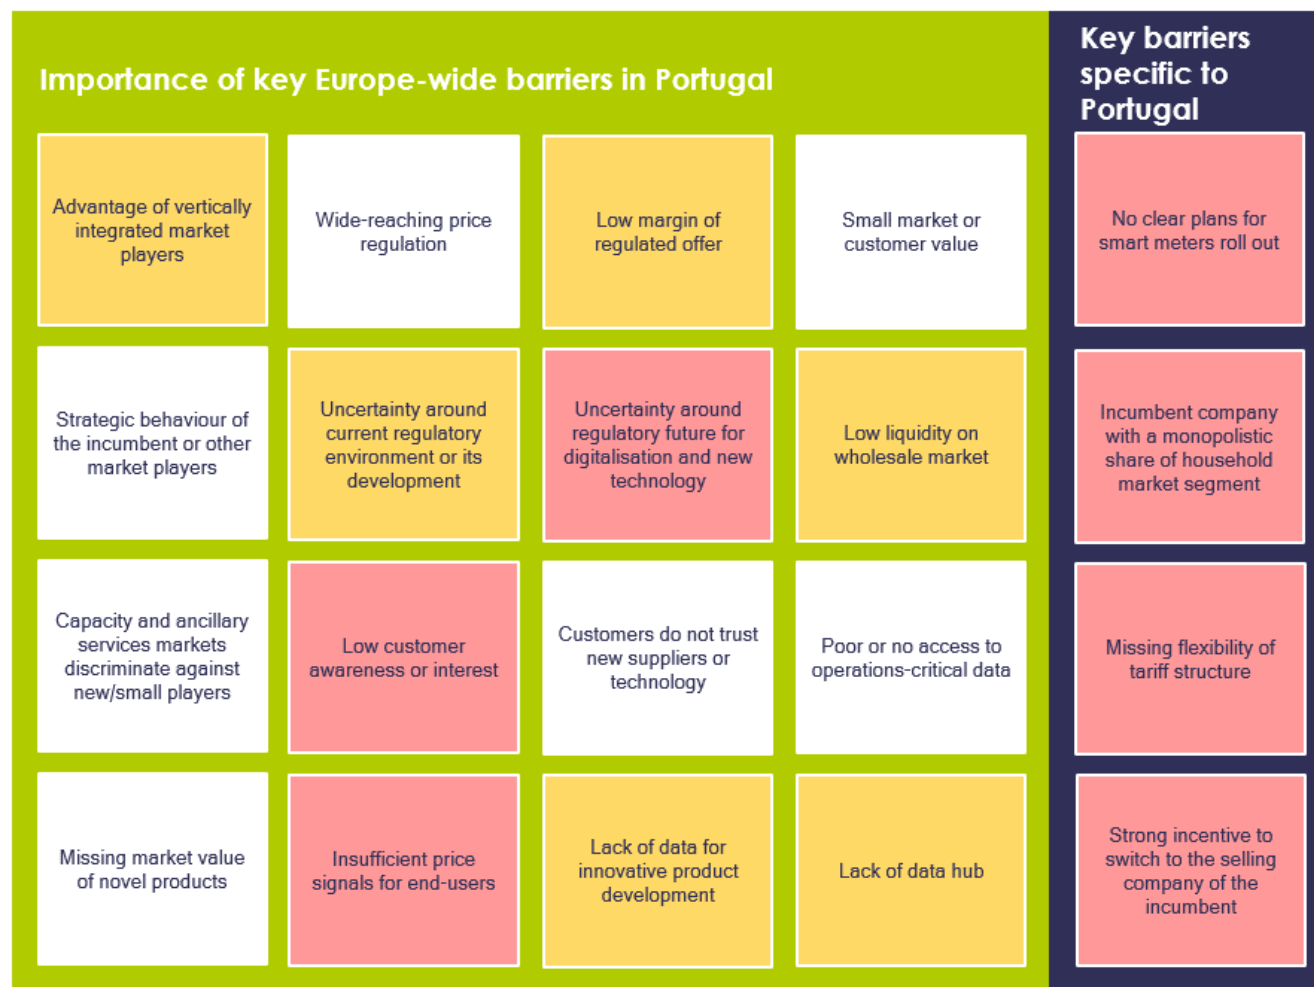 Importance of key Europe-wide barriers in Portugal
Key barriers
specific to
Portugal
Advantage of vertically
integrated market
players
Wide-reaching price
regulation
Low margin of
regulated offer
Small market or
customer value
No clear plans for
smart meters roll out
Strategic behaviour of
the incumbent or other
market players
Uncertainty around
current regulatory
environment or its
development
Uncertainty around
regulatory future for
digitalisation and new
technology
Low liquidity on
wholesale market
Incumbent company
with a monopolistic
share of household
market segment
Capacity and ancillary
services markets
discriminate against
new/small players
Low customer
awareness or interest
Customers do not trust
new suppliers or
technology
Poor or no access to
operations-critical data
Missing flexibility of
tariff structure
Missing market value
of novel products
Insufficient price
signals for end-users
Lack of data for
innovative product
development
Lack of data hub
Strong incentive to
switch to the selling
company of the
incumbent